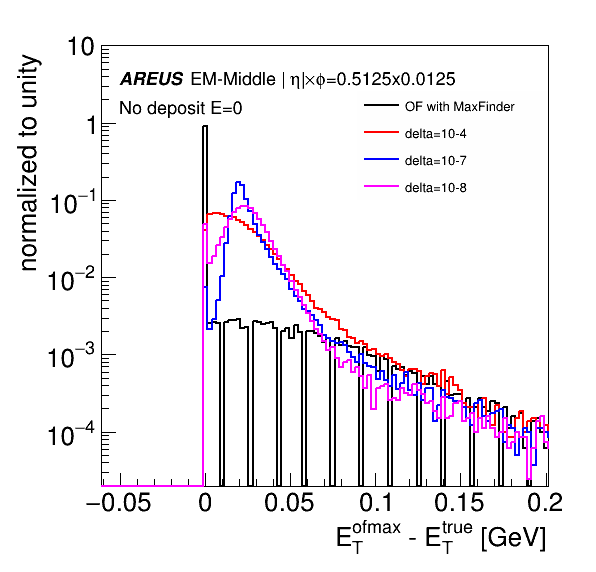 normalized to unity
10
1
10⁻¹
10⁻²
10⁻³
10⁻⁴
AREUS EM-Middle | η|×ϕ=0.5125x0.0125
No deposit E=0
OF with MaxFinder
delta=10-4
delta=10-7
delta=10-8
−0.05 0 0.05 0.1 0.15 0.2
E_T^ofmax - E_T^true [GeV]